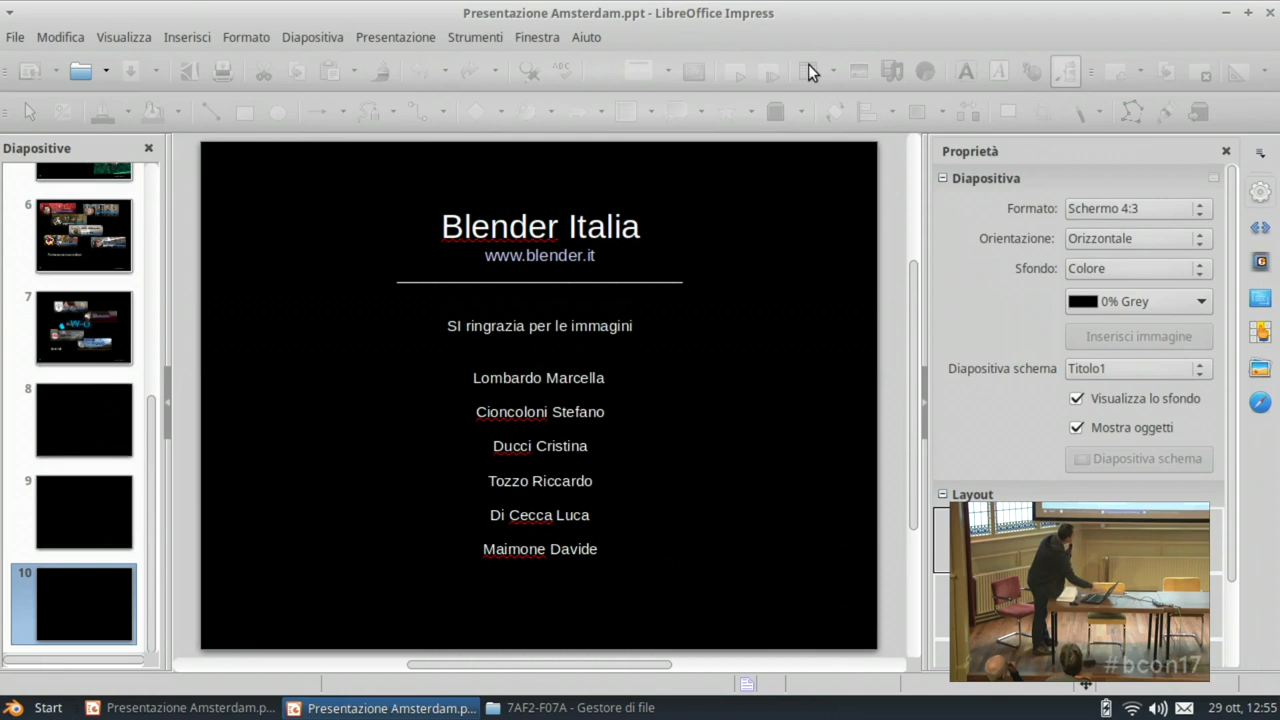 Presentazione Amsterdam.ppt - LibreOffice Impress
File Modifica Visualizza Inserisci Formato Diapositiva Presentazione Strumenti Finestra Aiuto
ABC
Diapositive
6
7
8
9
10
Blender Italia
www.blender.it
SI ringrazia per le immagini
Lombardo Marcella
Cioncoloni Stefano
Ducci Cristina
Tozzo Riccardo
Di Cecca Luca
Maimone Davide
Proprietà
Diapositiva
Formato: Schermo 4:3
Orientazione: Orizzontale
Sfondo: Colore
0% Grey
Inserisci immagine
Diapositiva schema Titolo1
Visualizza lo sfondo
Mostra oggetti
Diapositiva schema
Layout
#bcon17
Start Presentazione Amsterdam.p... Presentazione Amsterdam.p... 7AF2-F07A - Gestore di file 29 ott, 12:55